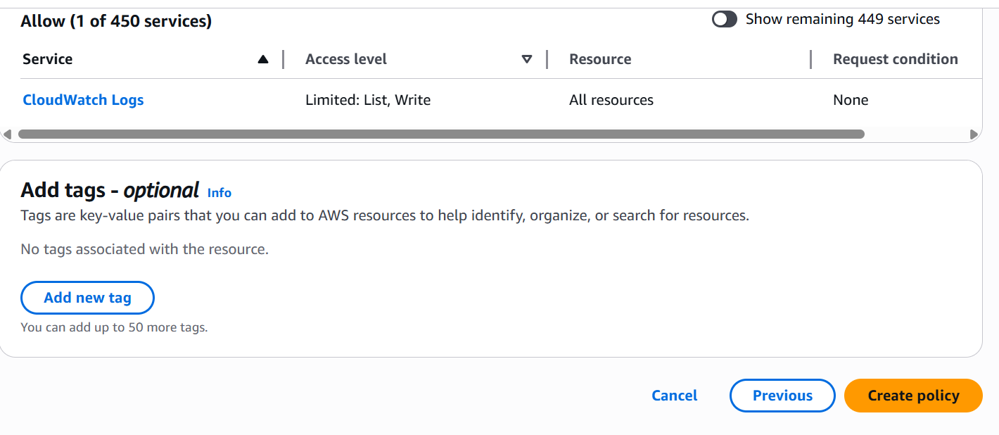 Allow (1 of 450 services)
Show remaining 449 services
Service Access level Resource Request condition
CloudWatch Logs Limited: List, Write All resources None
Add tags - optional Info
Tags are key-value pairs that you can add to AWS resources to help identify, organize, or search for resources.
No tags associated with the resource.
Add new tag
You can add up to 50 more tags.
Cancel Previous Create policy